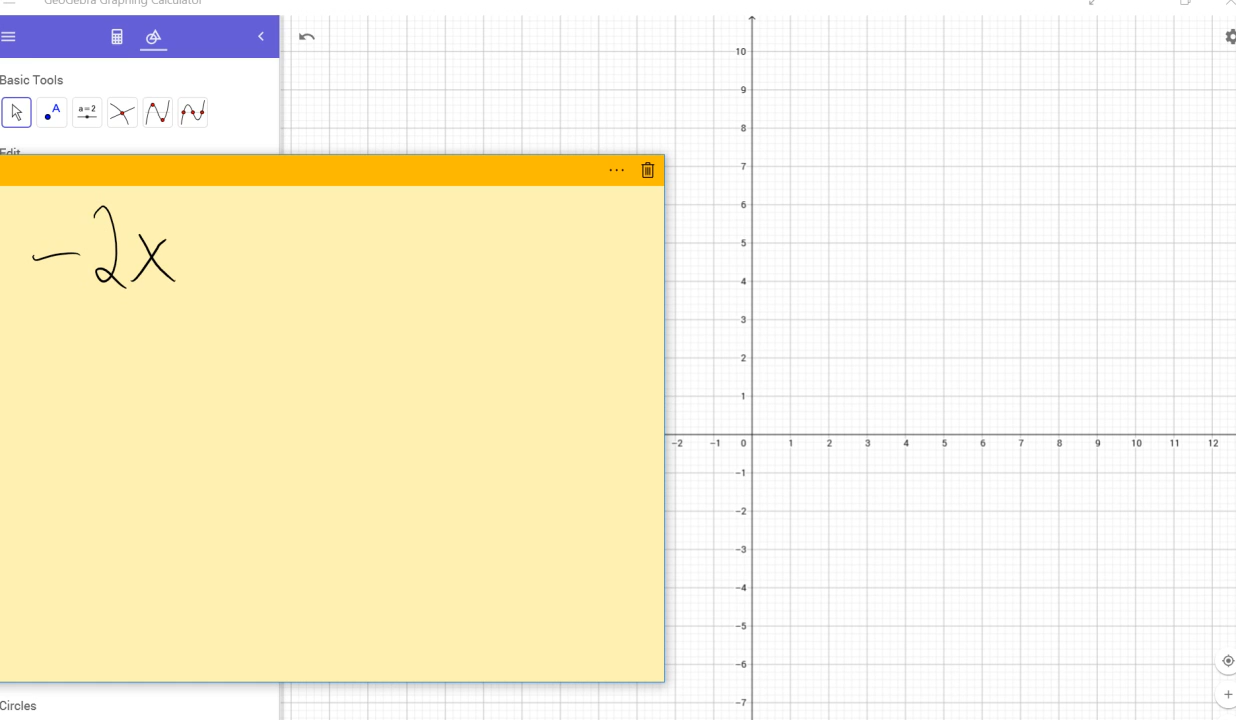 GeoGebra Graphing Calculator
Basic Tools
A
a=2
Edit
-2x
Circles
10
9
8
7
6
5
4
3
2
1
−2 −1 0 1 2 3 4 5 6 7 8 9 10 11 12
−1
−2
−3
−4
−5
−6
−7